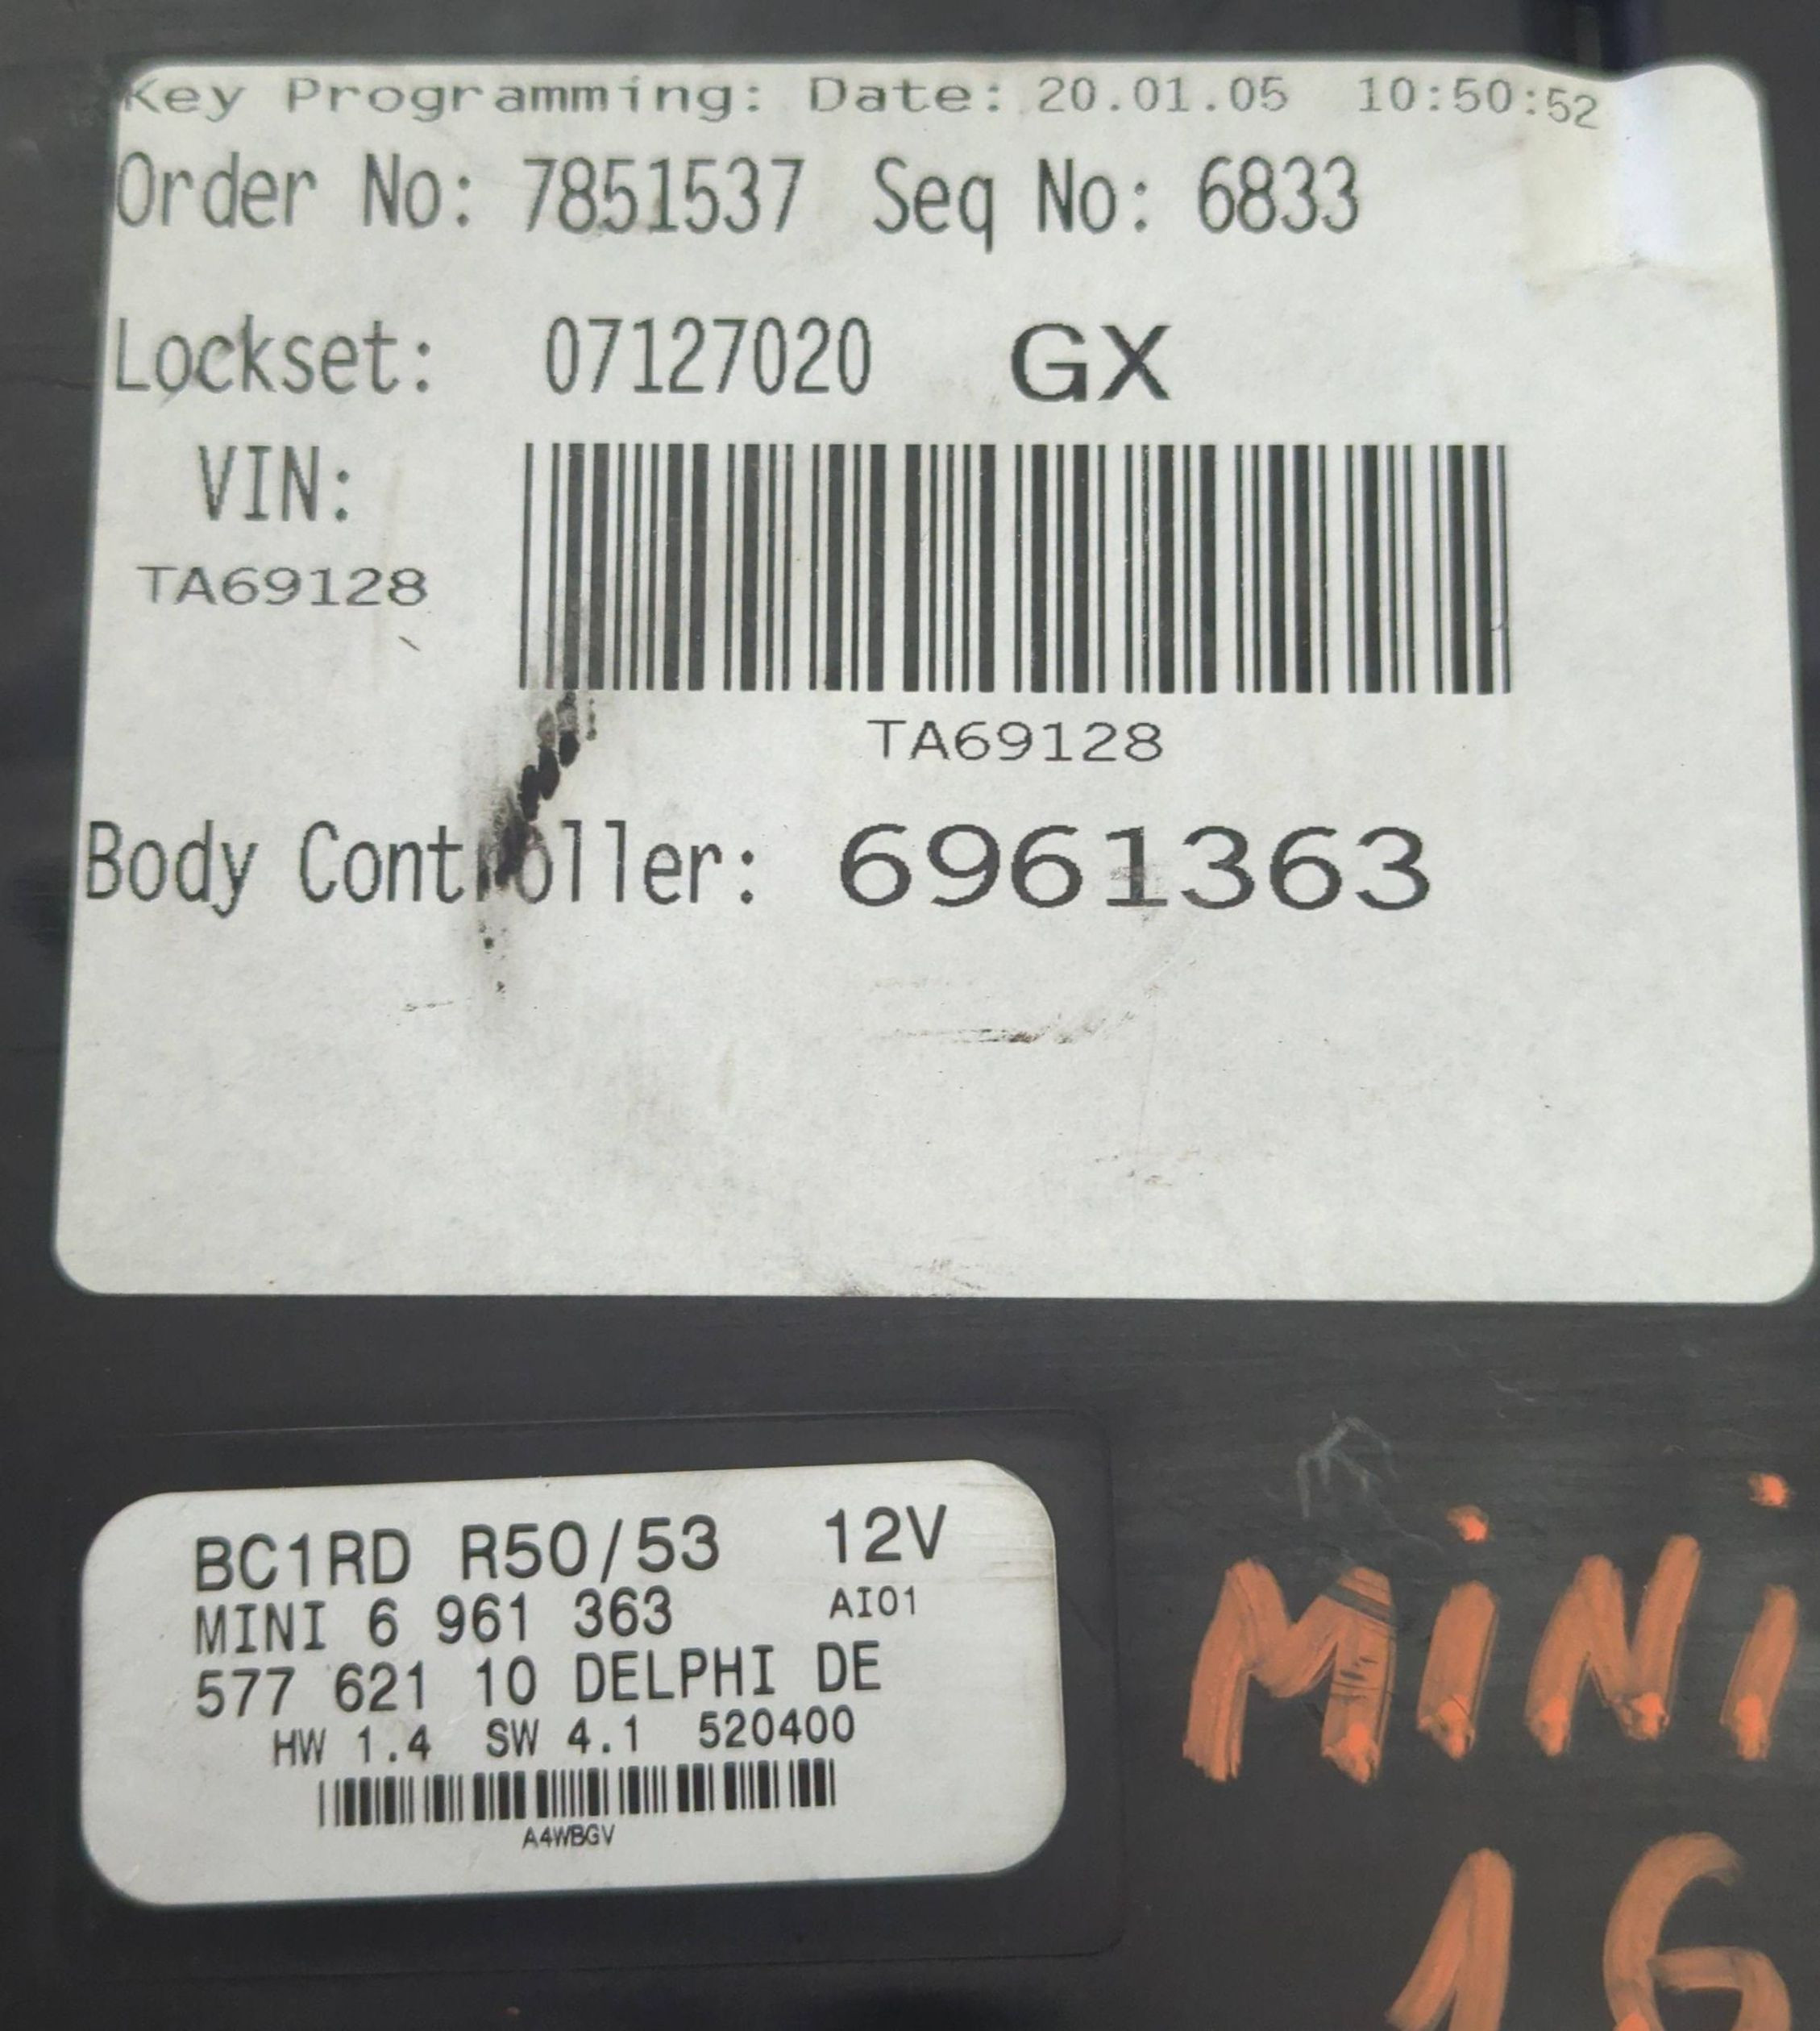 Key Programming: Date: 20.01.05 10:50:52
Order No: 7851537 Seq No: 6833
Lockset: 07127020 GX
VIN:
TA69128
TA69128
Body Controller: 6961363
BC1RD R50/53 12V
MINI 6 961 363 AI01
577 621 10 DELPHI DE
HW 1.4 SW 4.1 520400
A4WBGV
MiNi
16